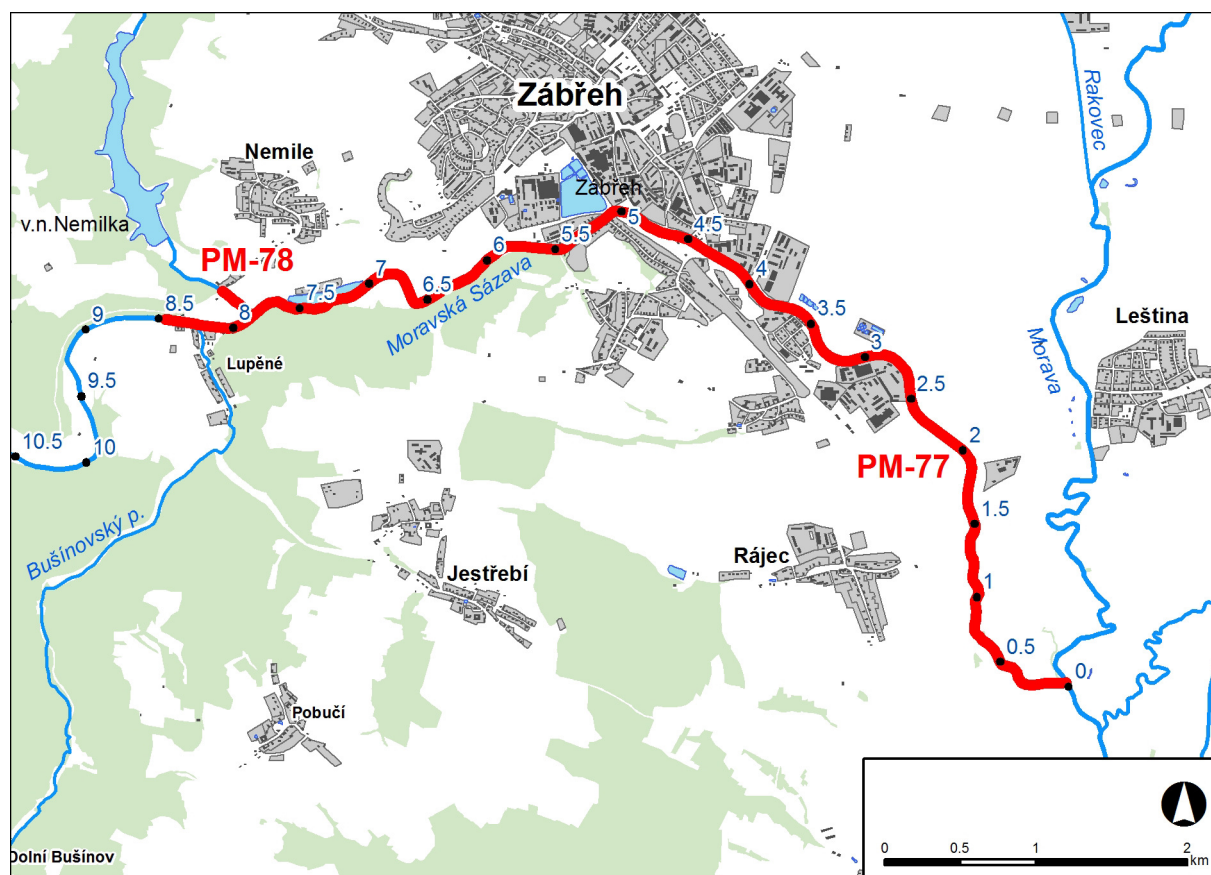 Zábřeh
Rakovec
Nemile
Zábřeh
v.n.Nemilka
PM-78
5
4.5
5.5
6
4
7
6.5
7.5
Moravská Sázava
8
8.5
9
3.5
3
Leština
Morava
Lupěné
9.5
2.5
10.5
10
2
PM-77
1.5
Bušínovský p.
Rájec
Jestřebí
1
0.5
0
Pobučí
Dolní Bušínov
0
0.5
1
2
km